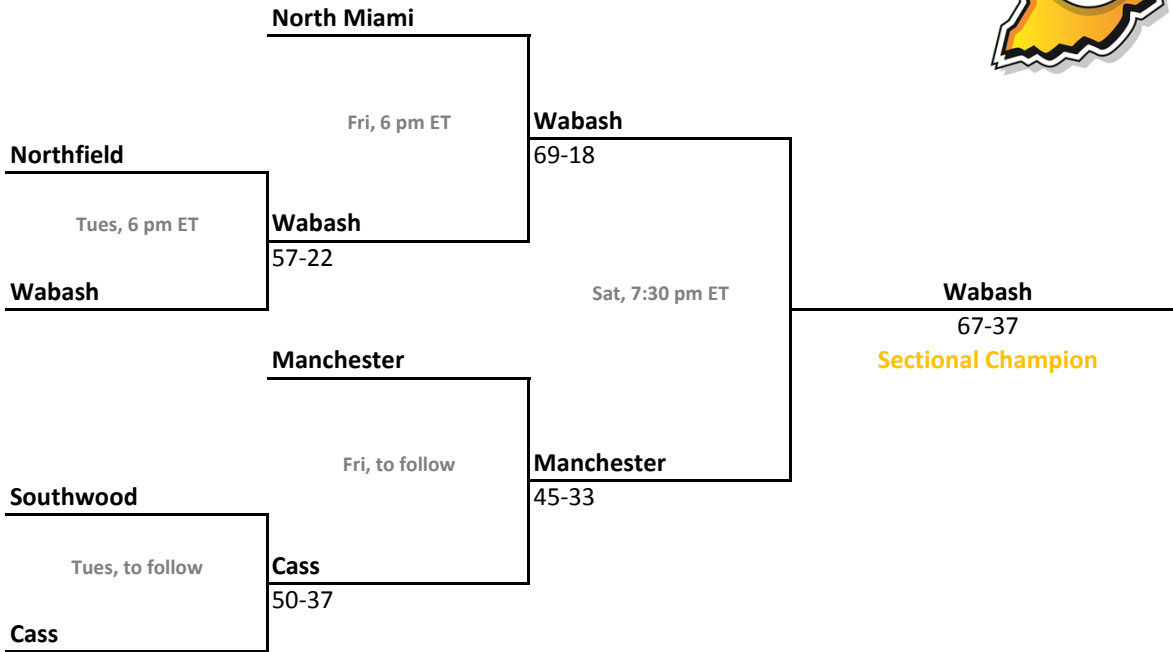 North Miami
Fri, 6 pm ET
Wabash
69-18
Northfield
Tues, 6 pm ET
Wabash
57-22
Wabash
Sat, 7:30 pm ET
Wabash
67-37
Sectional Champion
Manchester
Fri, to follow
Manchester
45-33
Southwood
Tues, to follow
Cass
50-37
Cass